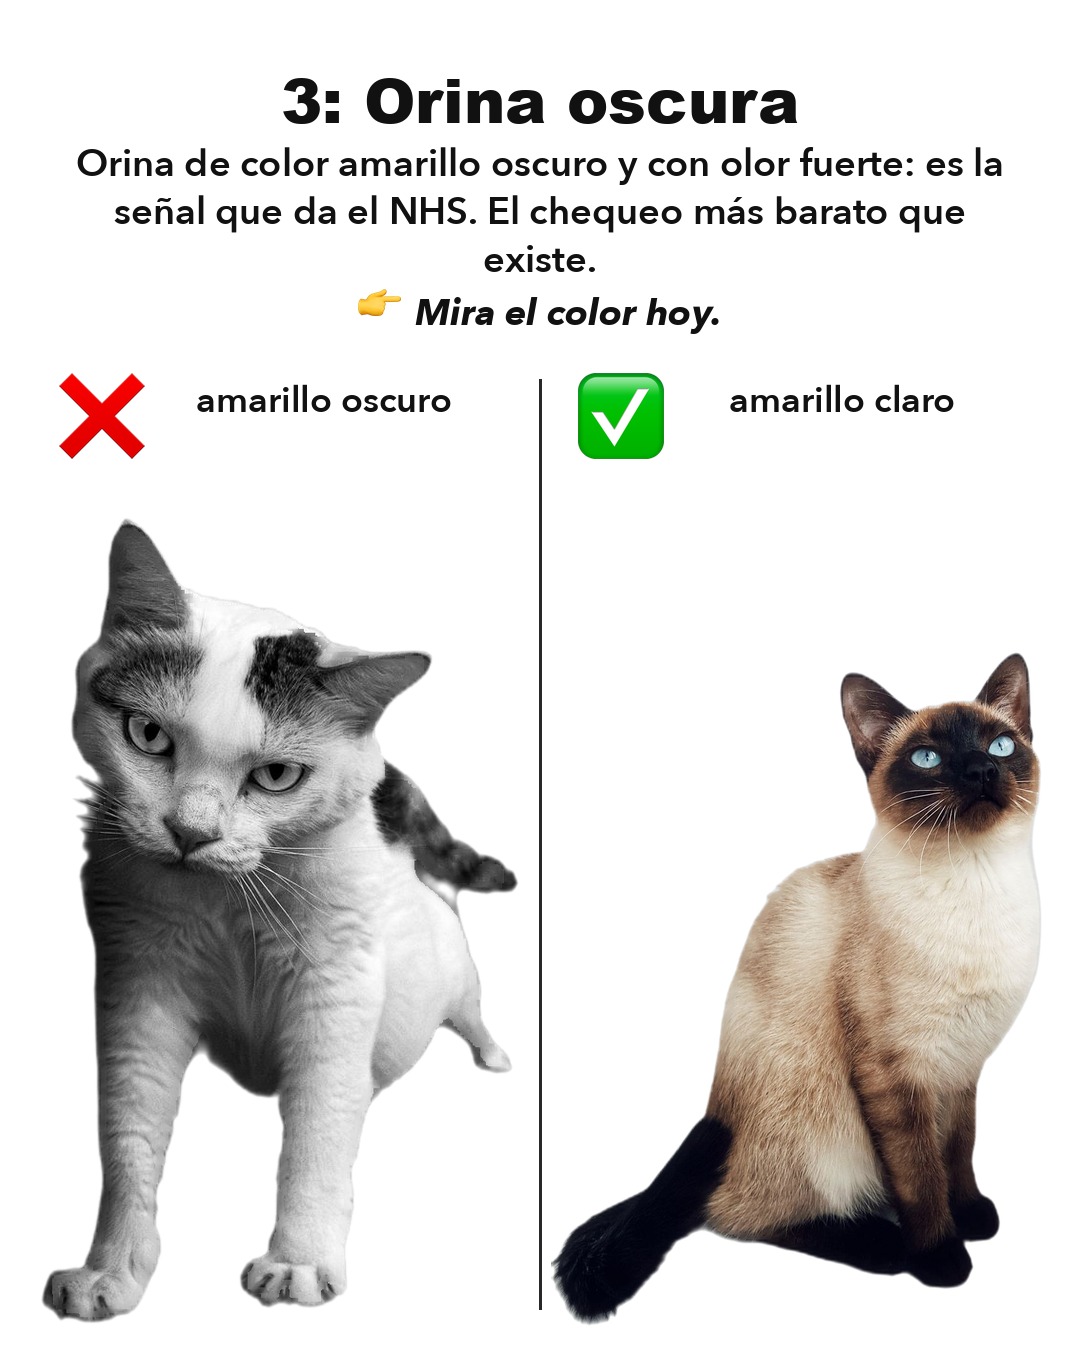 3: Orina oscura
Orina de color amarillo oscuro y con olor fuerte: es la
señal que da el NHS. El chequeo más barato que
existe.
👉 Mira el color hoy.
❌ amarillo oscuro
✅ amarillo claro